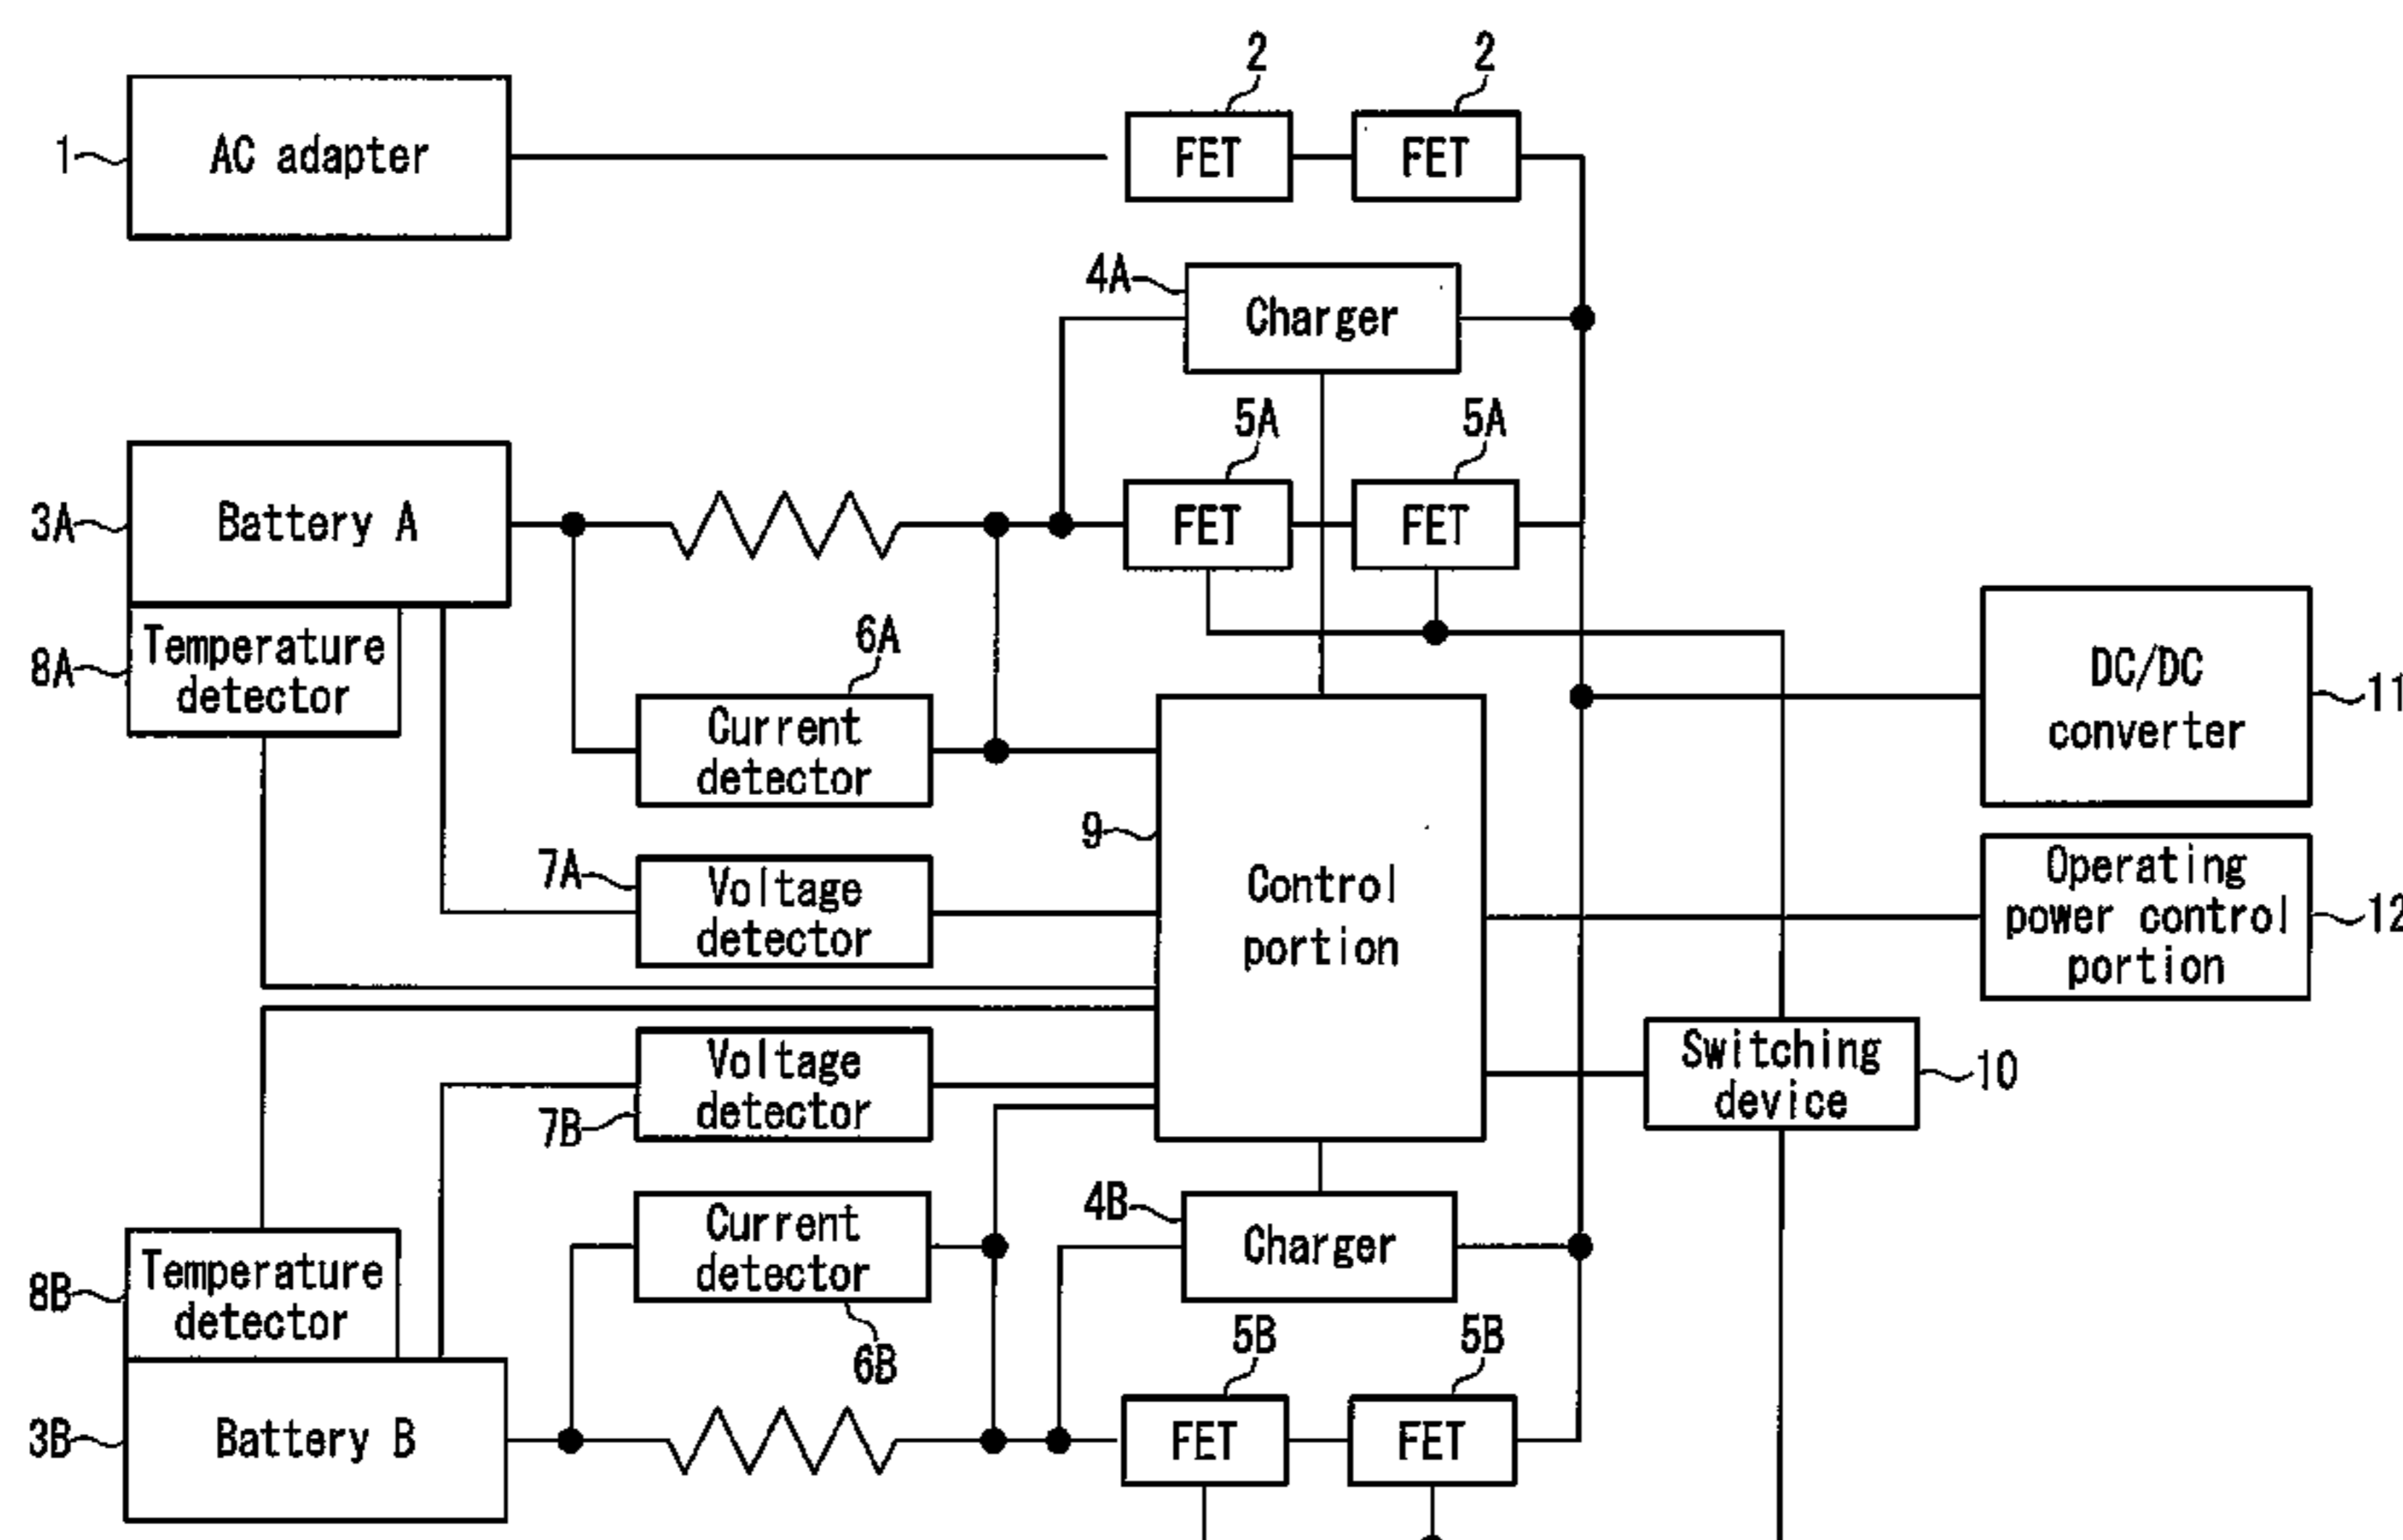 2 2
1 AC adapter FET FET
4A Charger
5A 5A
3A Battery A FET FET
6A
8A Temperature
detector
DC/DC
converter 11
Current
detector
9
7A Voltage
detector
Control
portion
Operating
power control
portion 12
Voltage
detector
7B
Switching
device 10
4B Charger
Current
detector
6B
8B Temperature
detector
5B 5B
3B Battery B FET FET